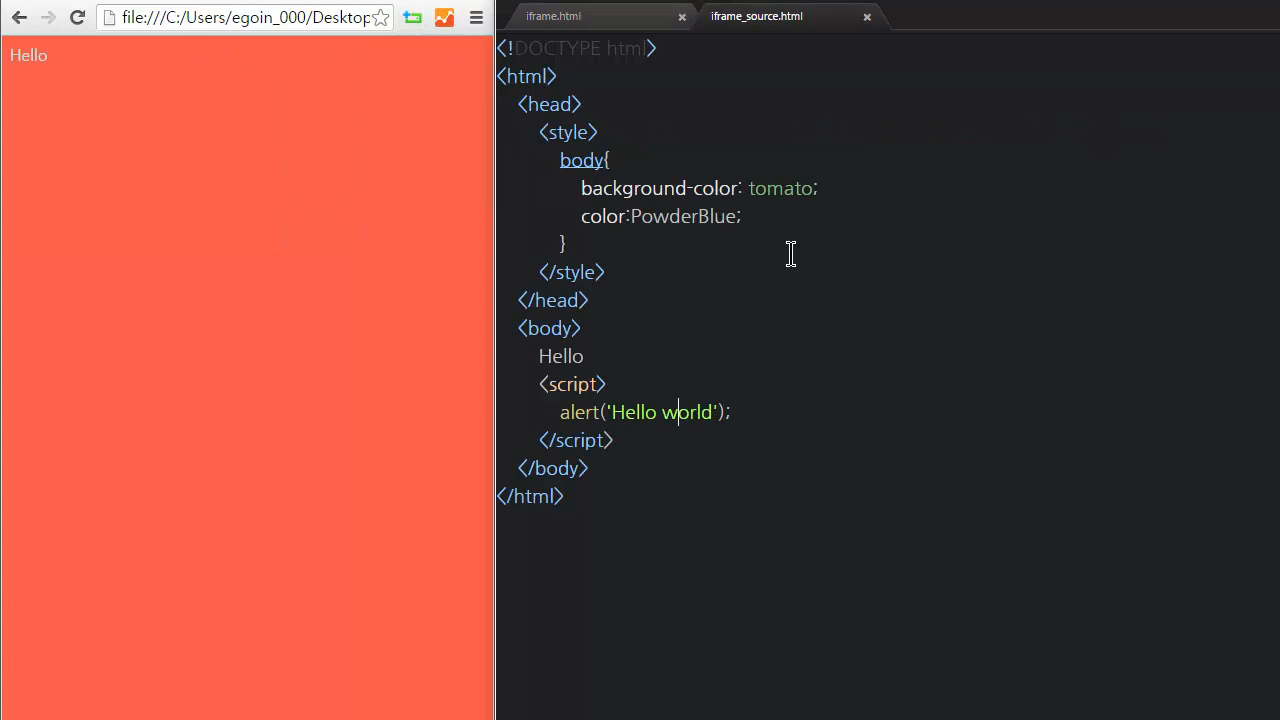 file:///C:/Users/egoin_000/Desktop
Hello
iframe.html
iframe_source.html
<!DOCTYPE html>
<html>
<head>
<style>
body{
background-color: tomato;
color:PowderBlue;
}
</style>
</head>
<body>
Hello
<script>
alert('Hello world');
</script>
</body>
</html>